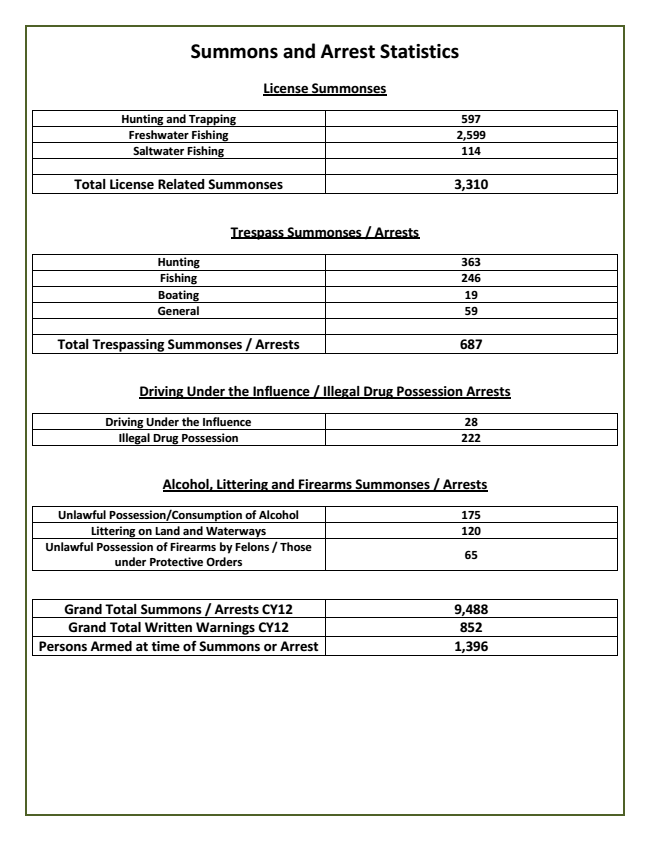 Summons and Arrest Statistics
License Summonses
Hunting and Trapping 597
Freshwater Fishing 2,599
Saltwater Fishing 114
Total License Related Summonses 3,310
Trespass Summonses / Arrests
Hunting 363
Fishing 246
Boating 19
General 59
Total Trespassing Summonses / Arrests 687
Driving Under the Influence / Illegal Drug Possession Arrests
Driving Under the Influence 28
Illegal Drug Possession 222
Alcohol, Littering and Firearms Summonses / Arrests
Unlawful Possession/Consumption of Alcohol 175
Littering on Land and Waterways 120
Unlawful Possession of Firearms by Felons / Those
under Protective Orders 65
Grand Total Summons / Arrests CY12 9,488
Grand Total Written Warnings CY12 852
Persons Armed at time of Summons or Arrest 1,396